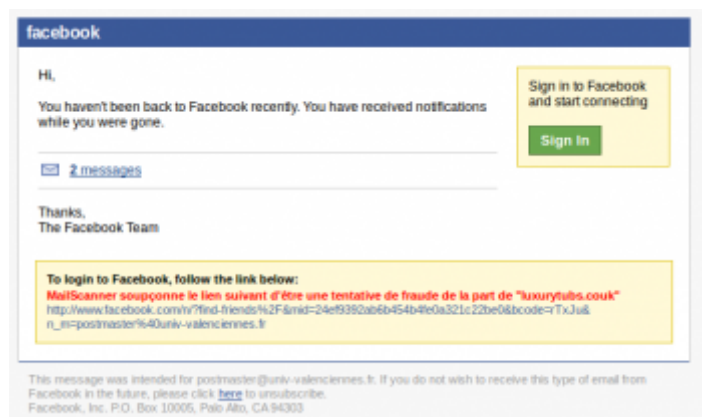 facebook
Hi,
You haven't been back to Facebook recently. You have received notifications
while you were gone.
2 messages
Thanks,
The Facebook Team
Sign in to Facebook
and start connecting
Sign In
To login to Facebook, follow the link below:
MailScanner soupçonne le lien suivant d'être une tentative de fraude de la part de "luxurytubs.couk"
http://www.facebook.com/n/?find-friends%2F&mid=24ef9392ab6b454b4fe0a321c22be0&bcode=rTxJu&
n_m=postmaster%40univ-valenciennes.fr
This message was intended for postmaster@univ-valenciennes.fr. If you do not wish to receive this type of email from
Facebook in the future, please click here to unsubscribe.
Facebook, Inc. P.O. Box 10005, Palo Alto, CA 94303